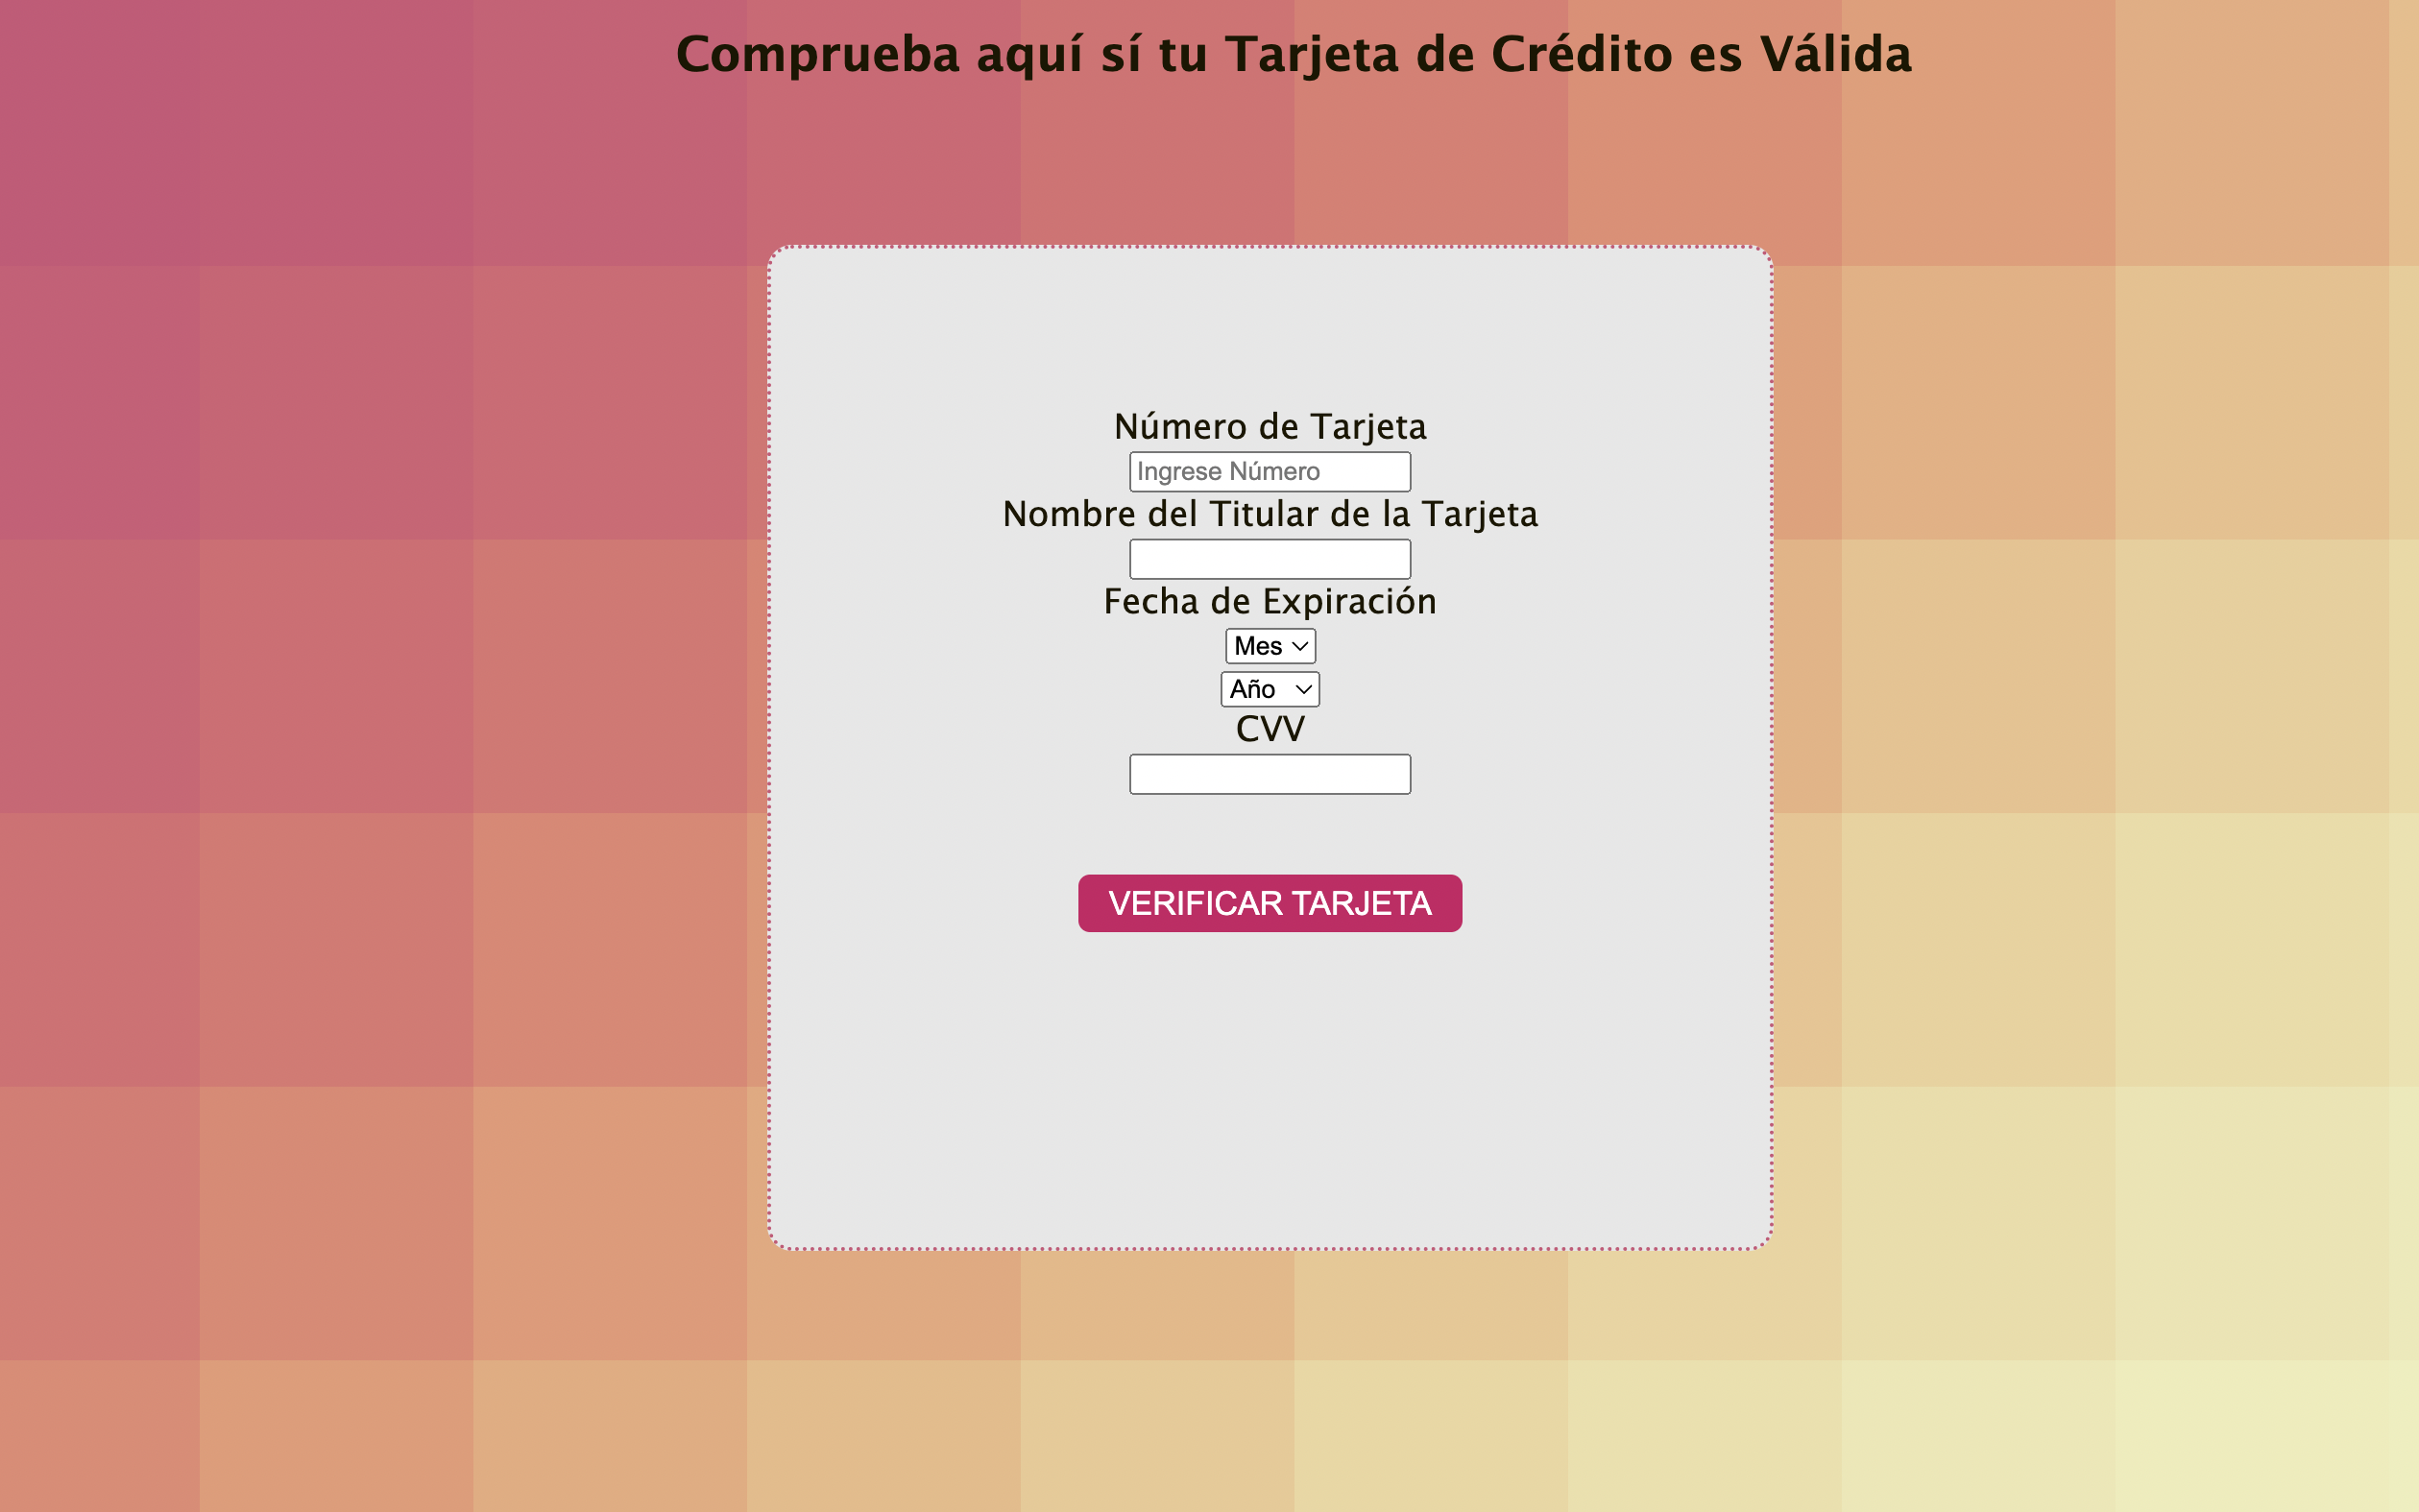 Comprueba aquí sí tu Tarjeta de Crédito es Válida
Número de Tarjeta
Ingrese Número
Nombre del Titular de la Tarjeta
Fecha de Expiración
Mes
Año
CVV
VERIFICAR TARJETA